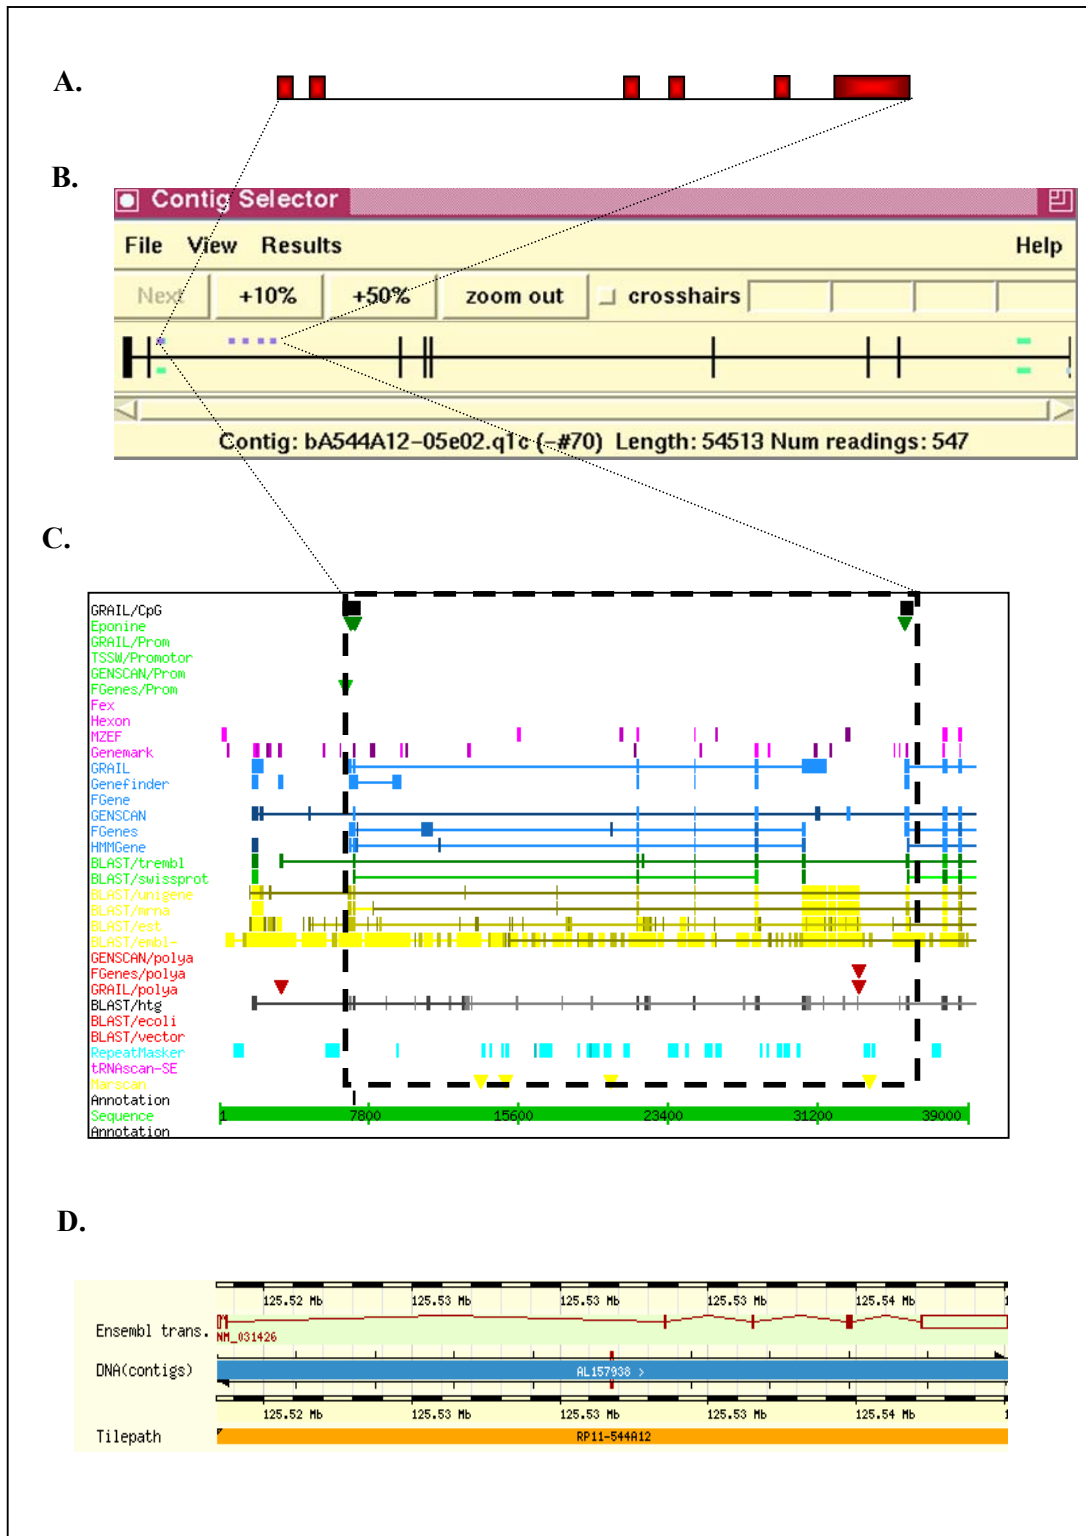 A.
B.
Contig Selector
File View Results Help
Next +10% +50% zoom out crosshairs
Contig: bA544A12-05e02.q1c (-#70) Length: 54513 Num readings: 547
C.
GRAIL/CpG
Eponine
GRAIL/Prom
TSSW/Promotor
GENSCAN/Prom
FGenes/Prom
Fex
Hexon
MZEF
Genemark
GRAIL
Genefinder
FGene
GENSCAN
FGenes
HMMGene
BLAST/trembl
BLAST/swissprot
BLAST/unigene
BLAST/mrna
BLAST/est
BLAST/embl-
GENSCAN/polya
FGenes/polya
GRAIL/polya
BLAST/htg
BLAST/ecoli
BLAST/vector
RepeatMasker
tRNAscan-SE
Marscan
Annotation
Sequence 1 7800 15600 23400 31200 39000
Annotation
D.
125.52 Mb 125.53 Mb 125.53 Mb 125.53 Mb 125.54 Mb 1
Ensembl trans.
NM_031426
DNA(contigs) AL157938 >
125.52 Mb 125.53 Mb 125.53 Mb 125.53 Mb 125.54 Mb 1
Tilepath RP11-544A12